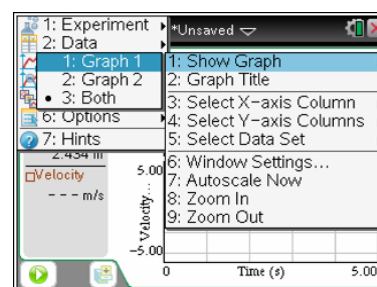 1: Experiment
*Unsaved
2: Data
1: Graph 1
2: Graph 2
• 3: Both
6: Options
7: Hints
1: Show Graph
2: Graph Title
3: Select X-axis Column
4: Select Y-axis Columns
5: Select Data Set
6: Window Settings...
7: Autoscale Now
8: Zoom In
9: Zoom Out
2.434 m
Velocity
--- m/s
5.00
Velocity...
-5.00
0
Time (s)
5.00